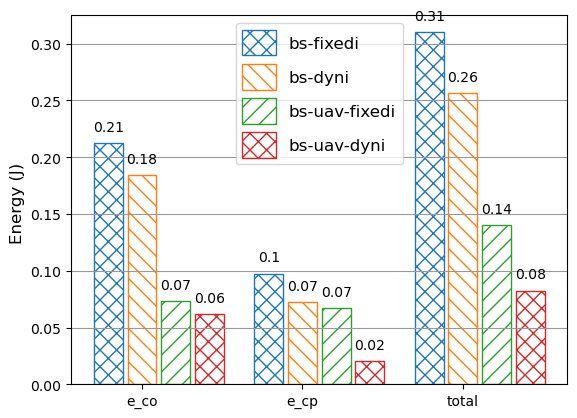 0.31
0.30
bs-fixedi
bs-dyni
0.26
0.25
bs-uav-fixedi
0.21
bs-uav-dyni
0.20
0.18
Energy (J)
0.15
0.14
0.1
0.10
0.07
0.07
0.07
0.08
0.06
0.05
0.02
0.00
e_co
e_cp
total